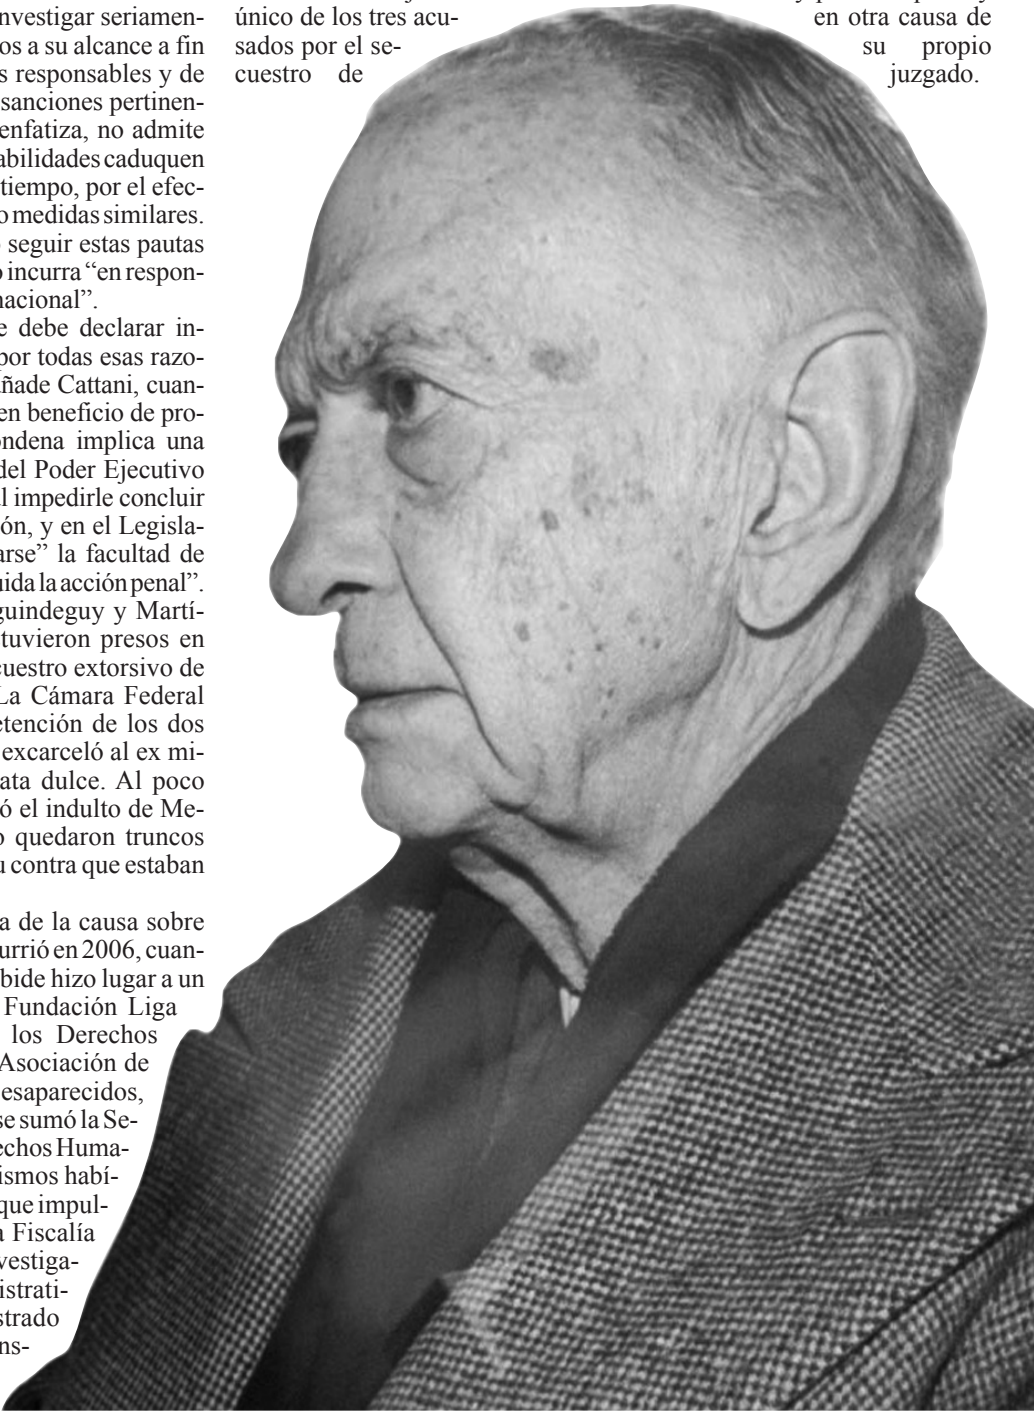 nvestigar seriamen-
os a su alcance a fin
s responsables y de
sanciones pertinen-
enfatiza, no admite
abilidades caduquen
tiempo, por el efec-
o medidas similares.
seguir estas pautas
o incurra “en respon-
nacional”.
e debe declarar in-
por todas esas razo-
ñade Cattani, cuan-
en beneficio de pro-
ondena implica una
del Poder Ejecutivo
al impedirle concluir
ón, y en el Legisla-
arse” la facultad de
uida la acción penal”.
guindeguy y Martí-
tuvieron presos en
cuestro extorsivo de
La Cámara Federal
etención de los dos
excarceló al ex mi-
ata dulce. Al poco
ó el indulto de Me-
o quedaron truncos
u contra que estaban
a de la causa sobre
urrió en 2006, cuan-
bide hizo lugar a un
Fundación Liga
los Derechos
Asociación de
esaparecidos,
se sumó la Se-
echos Huma-
ismos habí-
que impul-
a Fiscalía
vestiga-
istrati-
strado
ns-
único de los tres acu-
sados por el se-
cuestro de
en otra causa de
su propio
juzgado.